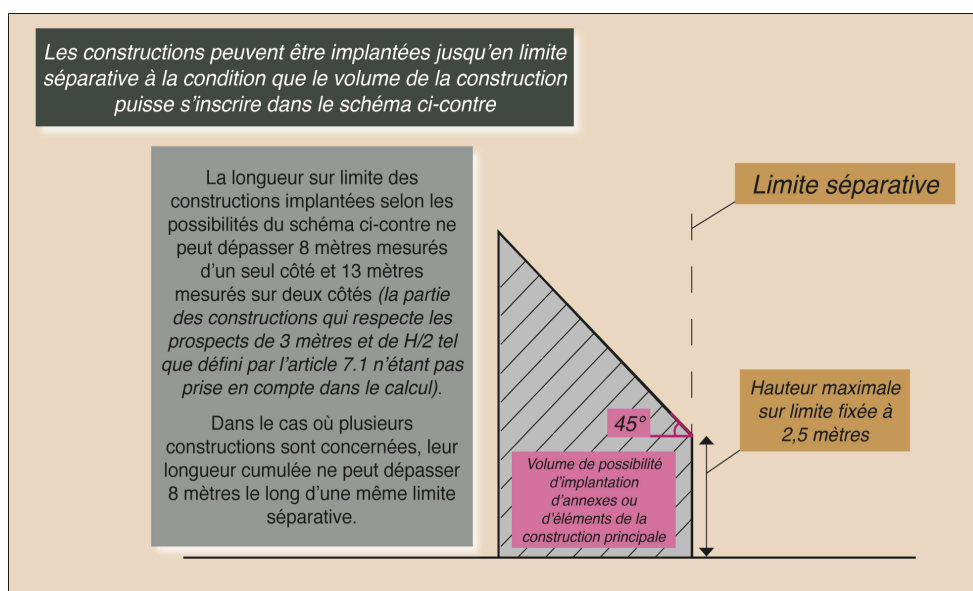 Les constructions peuvent être implantées jusqu'en limite
séparative à la condition que le volume de la construction
puisse s'inscrire dans le schéma ci-contre
La longueur sur limite des
constructions implantées selon les
possibilités du schéma ci-contre ne
peut dépasser 8 mètres mesurés
d'un seul côté et 13 mètres
mesurés sur deux côtés (la partie
des constructions qui respecte les
prospects de 3 mètres et de H/2 tel
que défini par l'article 7.1 n'étant pas
prise en compte dans le calcul).
Dans le cas où plusieurs
constructions sont concernées, leur
longueur cumulée ne peut dépasser
8 mètres le long d'une même limite
séparative.
Limite séparative
Hauteur maximale
sur limite fixée à
2,5 mètres
45°
Volume de possibilité
d'implantation
d'annexes ou
d'éléments de la
construction principale